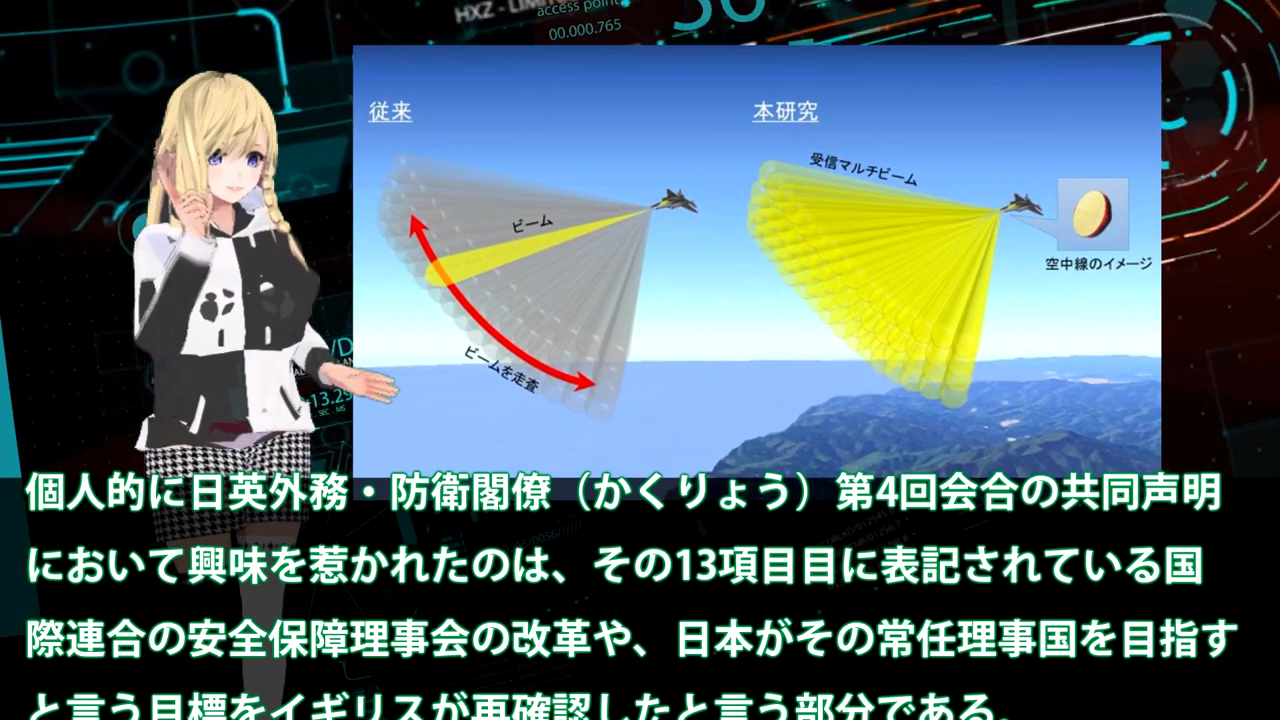 HXZ - LIM
access point
00.000.765
従来
本研究
受信マルチビーム
ビーム
空中線のイメージ
ビームを走査
個人的に日英外務・防衛閣僚（かくりょう）第4回会合の共同声明
において興味を惹かれたのは、その13項目目に表記されている国
際連合の安全保障理事会の改革や、日本がその常任理事国を目指す
と言う目標をイギリスが再確認したと言う部分である。